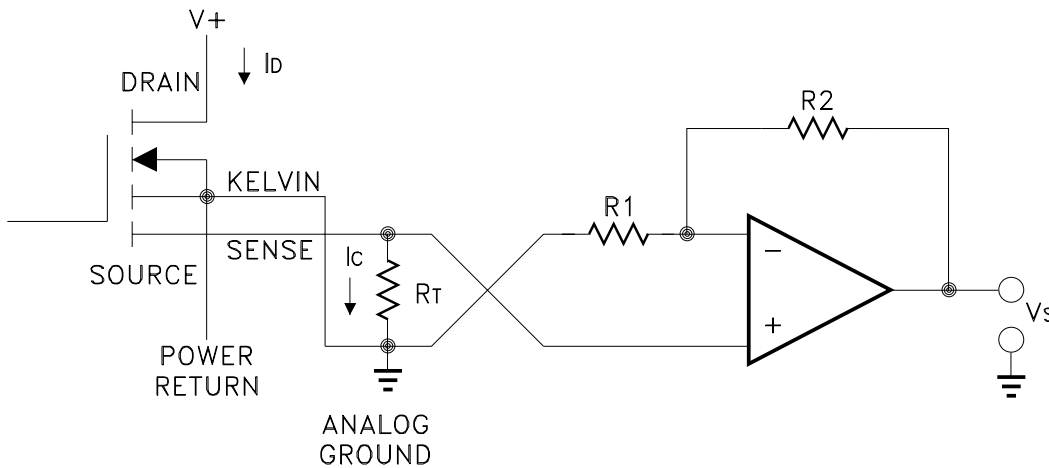 V+
ID
DRAIN
R2
KELVIN
R1
SENSE
SOURCE
IC
RT
−
+
VS
POWER
RETURN
ANALOG
GROUND